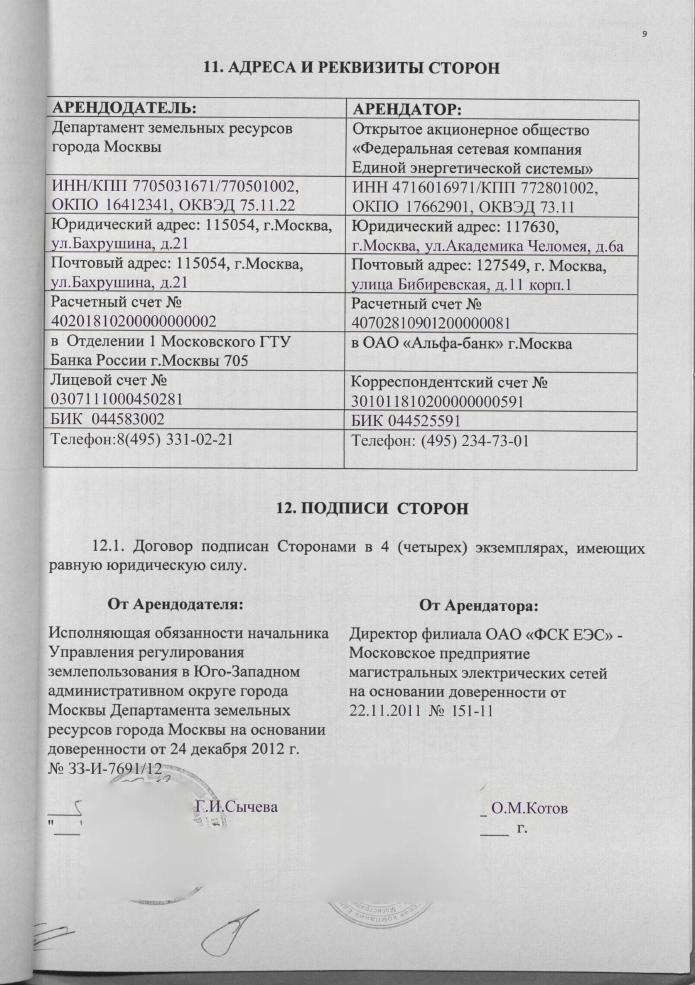 9
11. АДРЕСА И РЕКВИЗИТЫ СТОРОН
АРЕНДОДАТЕЛЬ:
АРЕНДАТОР:
Департамент земельных ресурсов
города Москвы
Открытое акционерное общество
«Федеральная сетевая компания
Единой энергетической системы»
ИНН/КПП 7705031671/770501002,
ОКПО 16412341, ОКВЭД 75.11.22
ИНН 4716016971/КПП 772801002,
ОКПО 17662901, ОКВЭД 73.11
Юридический адрес: 115054, г.Москва,
ул.Бахрушина, д.21
Юридический адрес: 117630,
г.Москва, ул.Академика Челомея, д.6а
Почтовый адрес: 115054, г.Москва,
ул.Бахрушина, д.21
Почтовый адрес: 127549, г. Москва,
улица Бибиревская, д.11 корп.1
Расчетный счет №
40201810200000000002
Расчетный счет №
40702810901200000081
в Отделении 1 Московского ГТУ
Банка России г.Москвы 705
в ОАО «Альфа-банк» г.Москва
Лицевой счет №
0307111000450281
Корреспондентский счет №
301011810200000000591
БИК 044583002
БИК 044525591
Телефон:8(495) 331-02-21
Телефон: (495) 234-73-01
12. ПОДПИСИ СТОРОН
12.1. Договор подписан Сторонами в 4 (четырех) экземплярах, имеющих
равную юридическую силу.
От Арендодателя:
Исполняющая обязанности начальника
Управления регулирования
землепользования в Юго-Западном
административном округе города
Москвы Департамента земельных
ресурсов города Москвы на основании
доверенности от 24 декабря 2012 г.
№ 33-И-7691/12
Г.И.Сычева
От Арендатора:
Директор филиала ОАО «ФСК ЕЭС» -
Московское предприятие
магистральных электрических сетей
на основании доверенности от
22.11.2011 № 151-11
_ О.М.Котов
____ г.